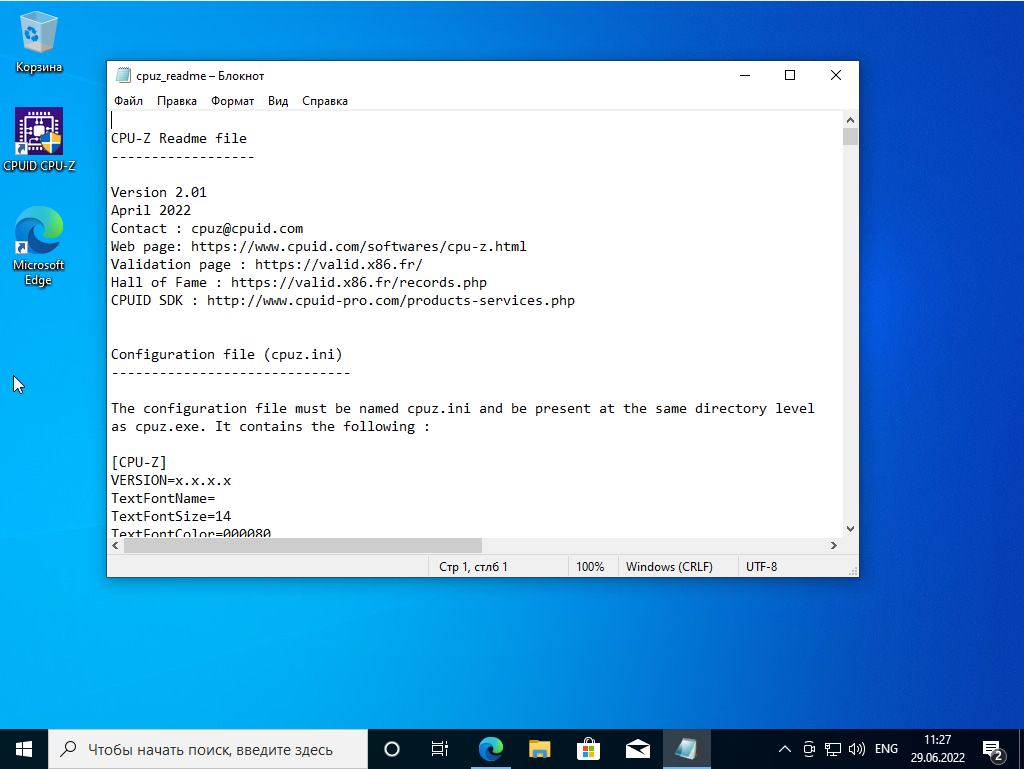 Корзина
CPUID CPU-Z
Microsoft
Edge
cpuz_readme – Блокнот
Файл Правка Формат Вид Справка
CPU-Z Readme file
------------------
Version 2.01
April 2022
Contact : cpuz@cpuid.com
Web page: https://www.cpuid.com/softwares/cpu-z.html
Validation page : https://valid.x86.fr/
Hall of Fame : https://valid.x86.fr/records.php
CPUID SDK : http://www.cpuid-pro.com/products-services.php
Configuration file (cpuz.ini)
------------------------------
The configuration file must be named cpuz.ini and be present at the same directory level
as cpuz.exe. It contains the following :
[CPU-Z]
VERSION=x.x.x.x
TextFontName=
TextFontSize=14
TextFontColor=000080
Стр 1, стлб 1 100% Windows (CRLF) UTF-8
Чтобы начать поиск, введите здесь
ENG
11:27
29.06.2022
2